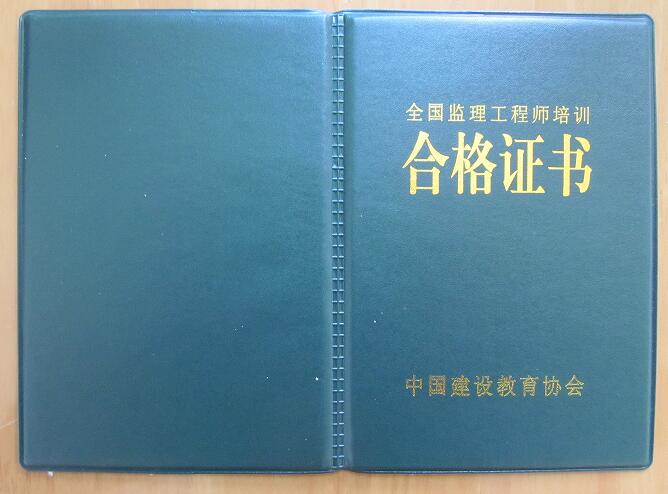 全国监理工程师培训
合格证书
中国建设教育协会